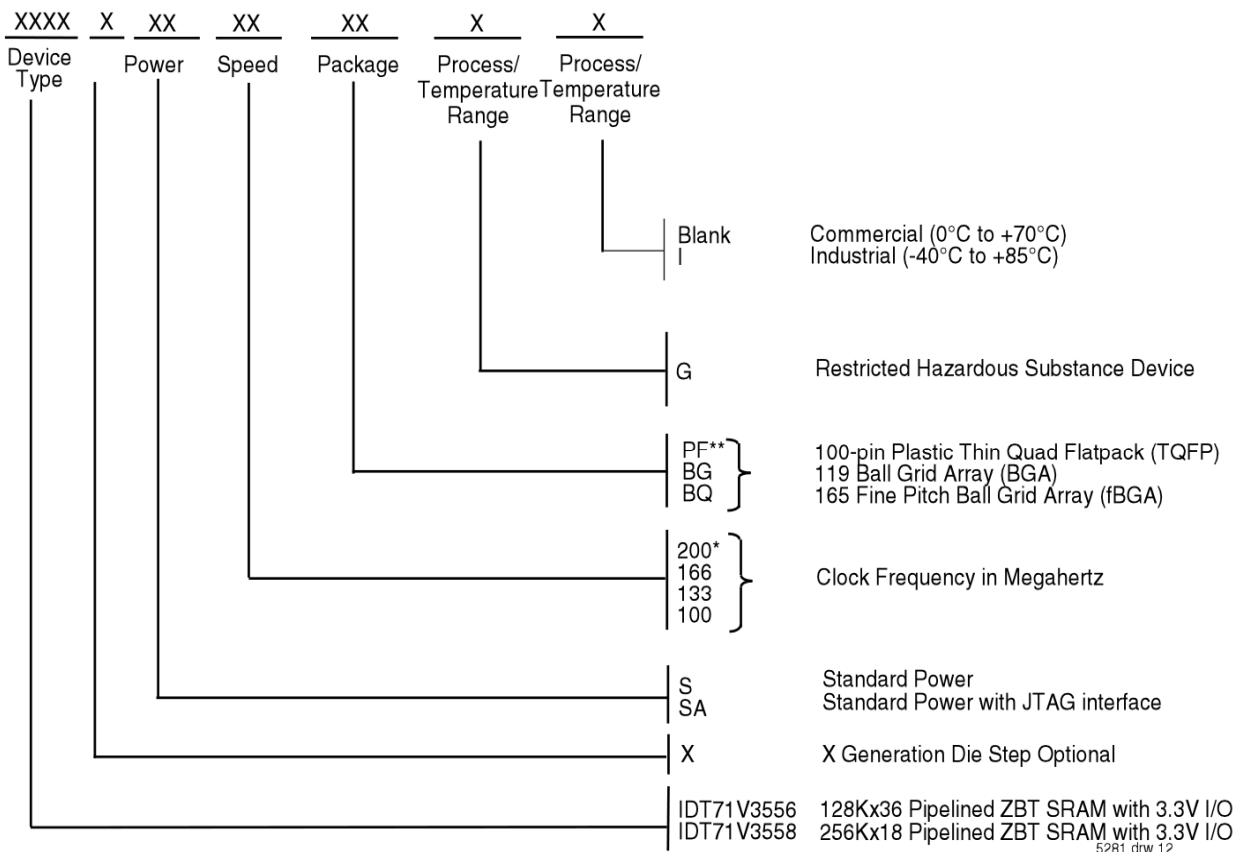 XXXX X XX XX XX X X
Device Type
Power
Speed
Package
Process/
Temperature
Range
Process/
Temperature
Range
Blank Commercial (0°C to +70°C)
I Industrial (-40°C to +85°C)
G Restricted Hazardous Substance Device
PF** 100-pin Plastic Thin Quad Flatpack (TQFP)
BG 119 Ball Grid Array (BGA)
BQ 165 Fine Pitch Ball Grid Array (fBGA)
200*
166
133
100
Clock Frequency in Megahertz
S Standard Power
SA Standard Power with JTAG interface
X X Generation Die Step Optional
IDT71V3556 128Kx36 Pipelined ZBT SRAM with 3.3V I/O
IDT71V3558 256Kx18 Pipelined ZBT SRAM with 3.3V I/O
5281 drw 12